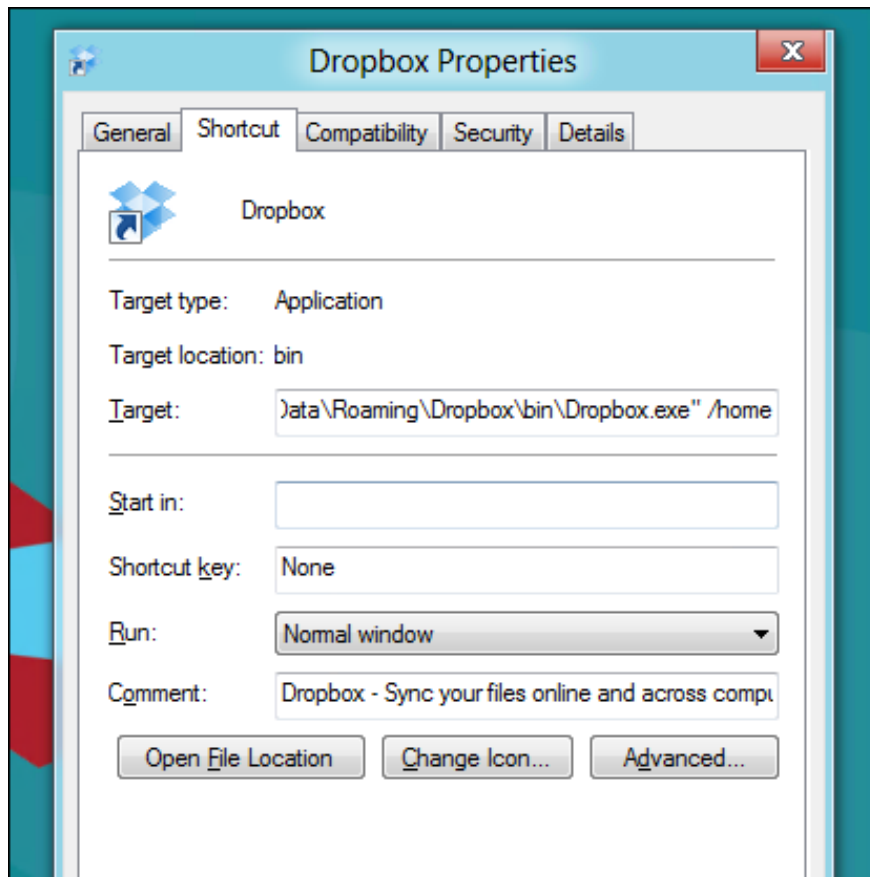 Dropbox Properties
General Shortcut Compatibility Security Details
Dropbox
Target type: Application
Target location: bin
Target: Data\Roaming\Dropbox\bin\Dropbox.exe" /home
Start in:
Shortcut key: None
Run: Normal window
Comment: Dropbox - Sync your files online and across compu
Open File Location Change Icon... Advanced...